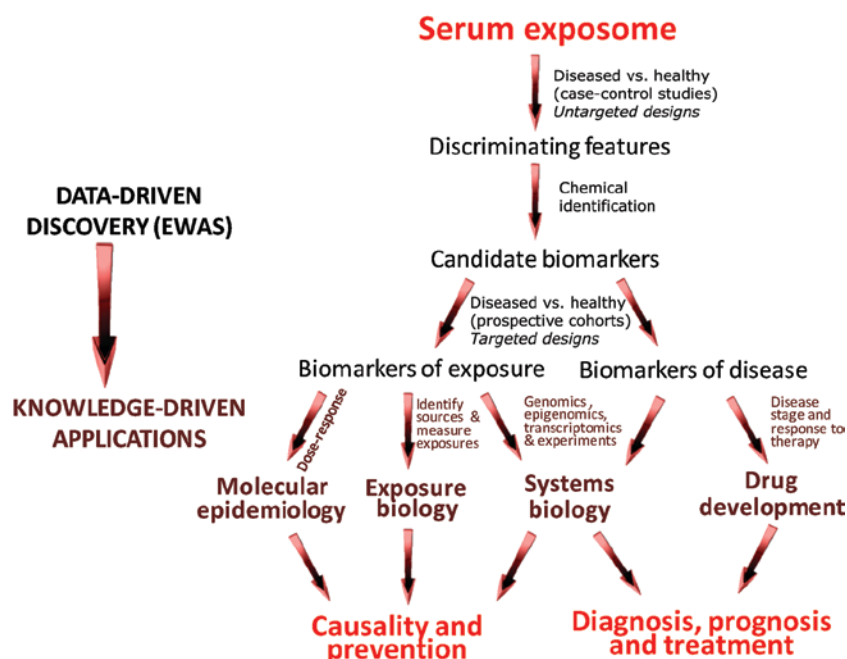 Serum exposome
Diseased vs. healthy
(case-control studies)
Untargeted designs
Discriminating features
Chemical
identification
DATA-DRIVEN
DISCOVERY (EWAS)
Candidate biomarkers
Diseased vs. healthy
(prospective cohorts)
Targeted designs
Biomarkers of exposure
Biomarkers of disease
KNOWLEDGE-DRIVEN
APPLICATIONS
Dose-response
Identify
sources &
measure
exposures
Genomics,
epigenomics,
transcriptomics
& experiments
Disease
stage and
response to
therapy
Molecular
epidemiology
Exposure
biology
Systems
biology
Drug
development
Causality and
prevention
Diagnosis, prognosis
and treatment